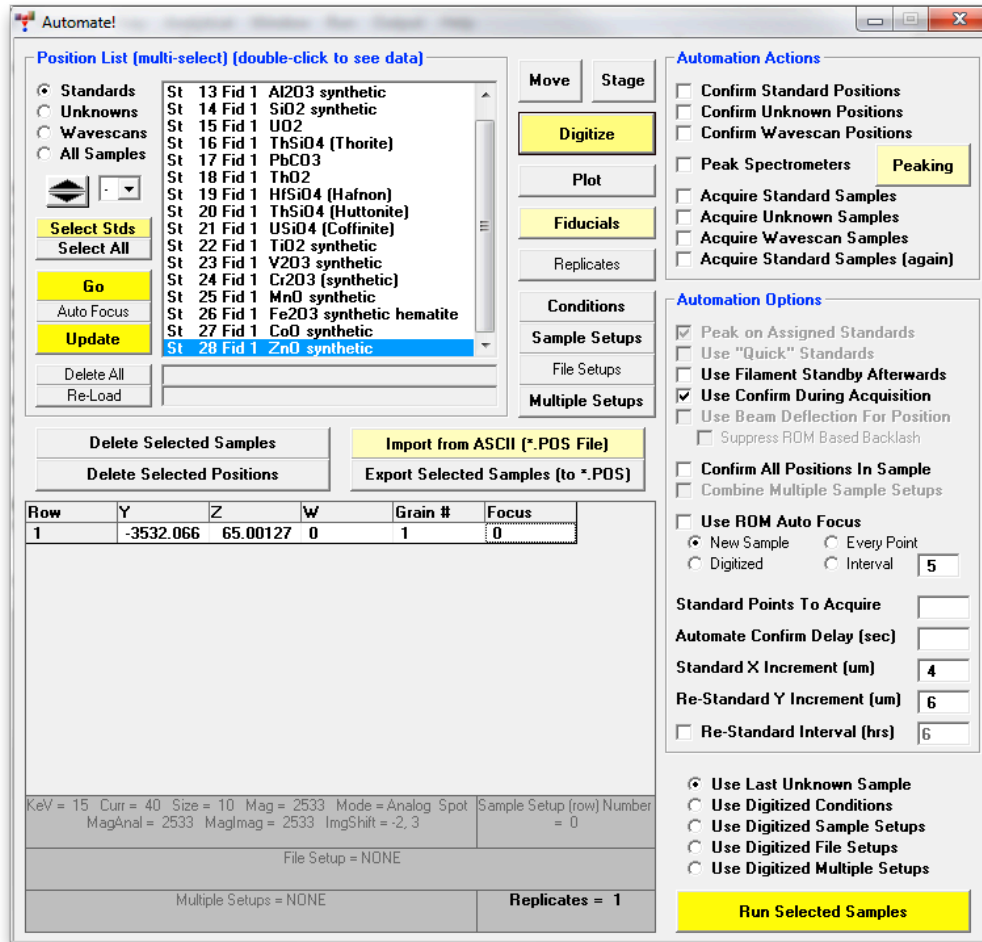 Automate!
Position List (multi-select) (double-click to see data)
Standards
Unknowns
Wavescans
All Samples
-
Select Stds
Select All
Go
Auto Focus
Update
Delete All
Re-Load
St 13 Fid 1 Al2O3 synthetic
St 14 Fid 1 SiO2 synthetic
St 15 Fid 1 UO2
St 16 Fid 1 ThSiO4 (Thorite)
St 17 Fid 1 PbCO3
St 18 Fid 1 ThO2
St 19 Fid 1 HfSiO4 (Hafnon)
St 20 Fid 1 ThSiO4 (Huttonite)
St 21 Fid 1 USiO4 (Coffinite)
St 22 Fid 1 TiO2 synthetic
St 23 Fid 1 V2O3 synthetic
St 24 Fid 1 Cr2O3 (synthetic)
St 25 Fid 1 MnO synthetic
St 26 Fid 1 Fe2O3 synthetic hematite
St 27 Fid 1 CoO synthetic
St 28 Fid 1 ZnO synthetic
Move Stage
Digitize
Plot
Fiducials
Replicates
Conditions
Sample Setups
File Setups
Multiple Setups
Delete Selected Samples
Delete Selected Positions
Import from ASCII (*.POS File)
Export Selected Samples (to *.POS)
Row Y Z W Grain # Focus
1 -3532.066 65.00127 0 1 0
KeV = 15 Curr = 40 Size = 10 Mag = 2533 Mode = Analog Spot
MagAnal = 2533 MagImag = 2533 ImgShift = -2, 3
Sample Setup (row) Number
= 0
File Setup = NONE
Multiple Setups = NONE
Replicates = 1
Automation Actions
Confirm Standard Positions
Confirm Unknown Positions
Confirm Wavescan Positions
Peak Spectrometers
Peaking
Acquire Standard Samples
Acquire Unknown Samples
Acquire Wavescan Samples
Acquire Standard Samples (again)
Automation Options
Peak on Assigned Standards
Use "Quick" Standards
Use Filament Standby Afterwards
Use Confirm During Acquisition
Use Beam Deflection For Position
Suppress ROM Based Backlash
Confirm All Positions In Sample
Combine Multiple Sample Setups
Use ROM Auto Focus
New Sample Every Point
Digitized Interval 5
Standard Points To Acquire
Automate Confirm Delay (sec)
Standard X Increment (um) 4
Re-Standard Y Increment (um) 6
Re-Standard Interval (hrs) 6
Use Last Unknown Sample
Use Digitized Conditions
Use Digitized Sample Setups
Use Digitized File Setups
Use Digitized Multiple Setups
Run Selected Samples